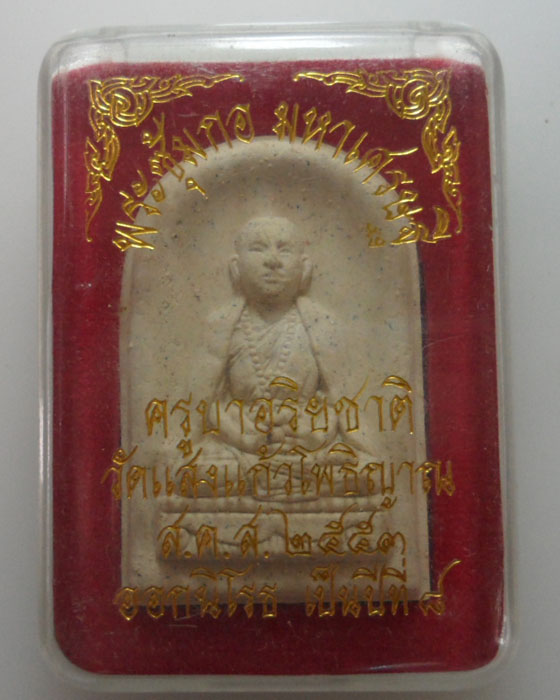 พระซุ้มกอ มหาเศรษฐี
ครูบาอริยชาติ
วัดแสงแก้วโพธิญาณ
ส.ค.ส. ๒๕๕๓
ออกนิโรธ เป็นปีที่ ๘